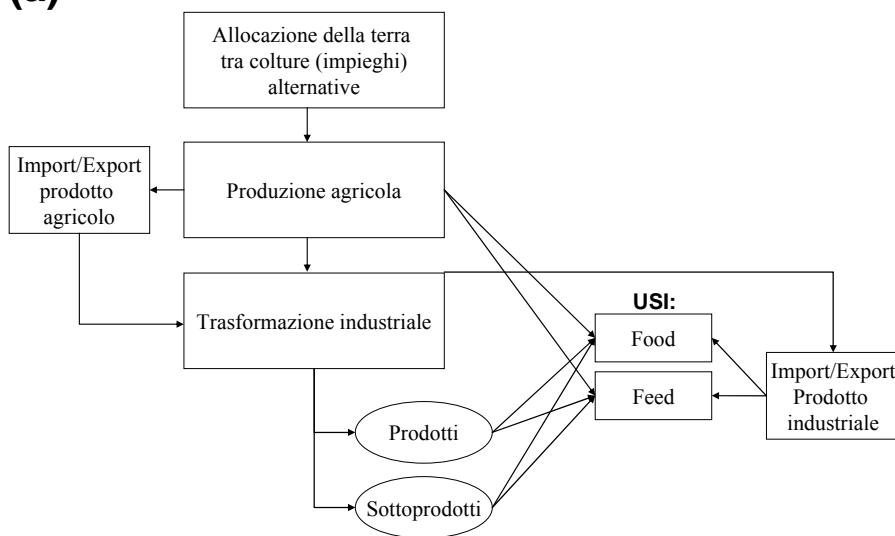 (a)
Allocazione della terra
tra colture (impieghi)
alternative
Import/Export
prodotto
agricolo
Produzione agricola
Trasformazione industriale
USI:
Food
Feed
Import/Export
Prodotto
industriale
Prodotti
Sottoprodotti